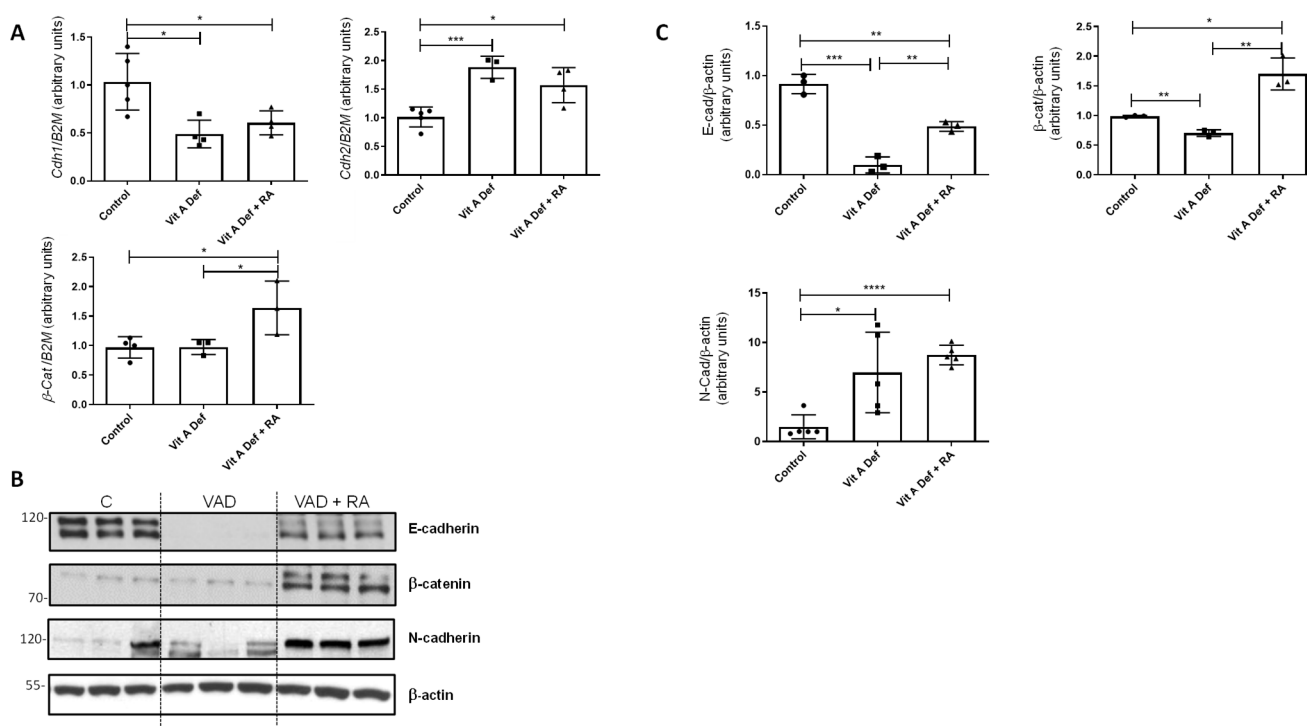 A
Cdh1/B2M (arbitrary units)
2.0
1.5
1.0
0.5
0.0
*
*
Control
Vit A Def
Vit A Def + RA
Cdh2/B2M (arbitrary units)
2.5
2.0
1.5
1.0
0.5
0.0
*
***
Control
Vit A Def
Vit A Def + RA
β-Cat /B2M (arbitrary units)
2.5
2.0
1.5
1.0
0.5
0.0
*
*
Control
Vit A Def
Vit A Def + RA
B
C VAD VAD + RA
120- E-cadherin
β-catenin
70-
120- N-cadherin
55- β-actin
C
E-cad/β-actin
(arbitrary units)
1.5
1.0
0.5
0.0
**
*** **
Control
Vit A Def
Vit A Def + RA
β-cat/β-actin
(arbitrary units)
2.5
2.0
1.5
1.0
0.5
0.0
*
**
**
Control
Vit A Def
Vit A Def + RA
N-Cad/β-actin
(arbitrary units)
15
10
5
0
****
*
Control
Vit A Def
Vit A Def + RA